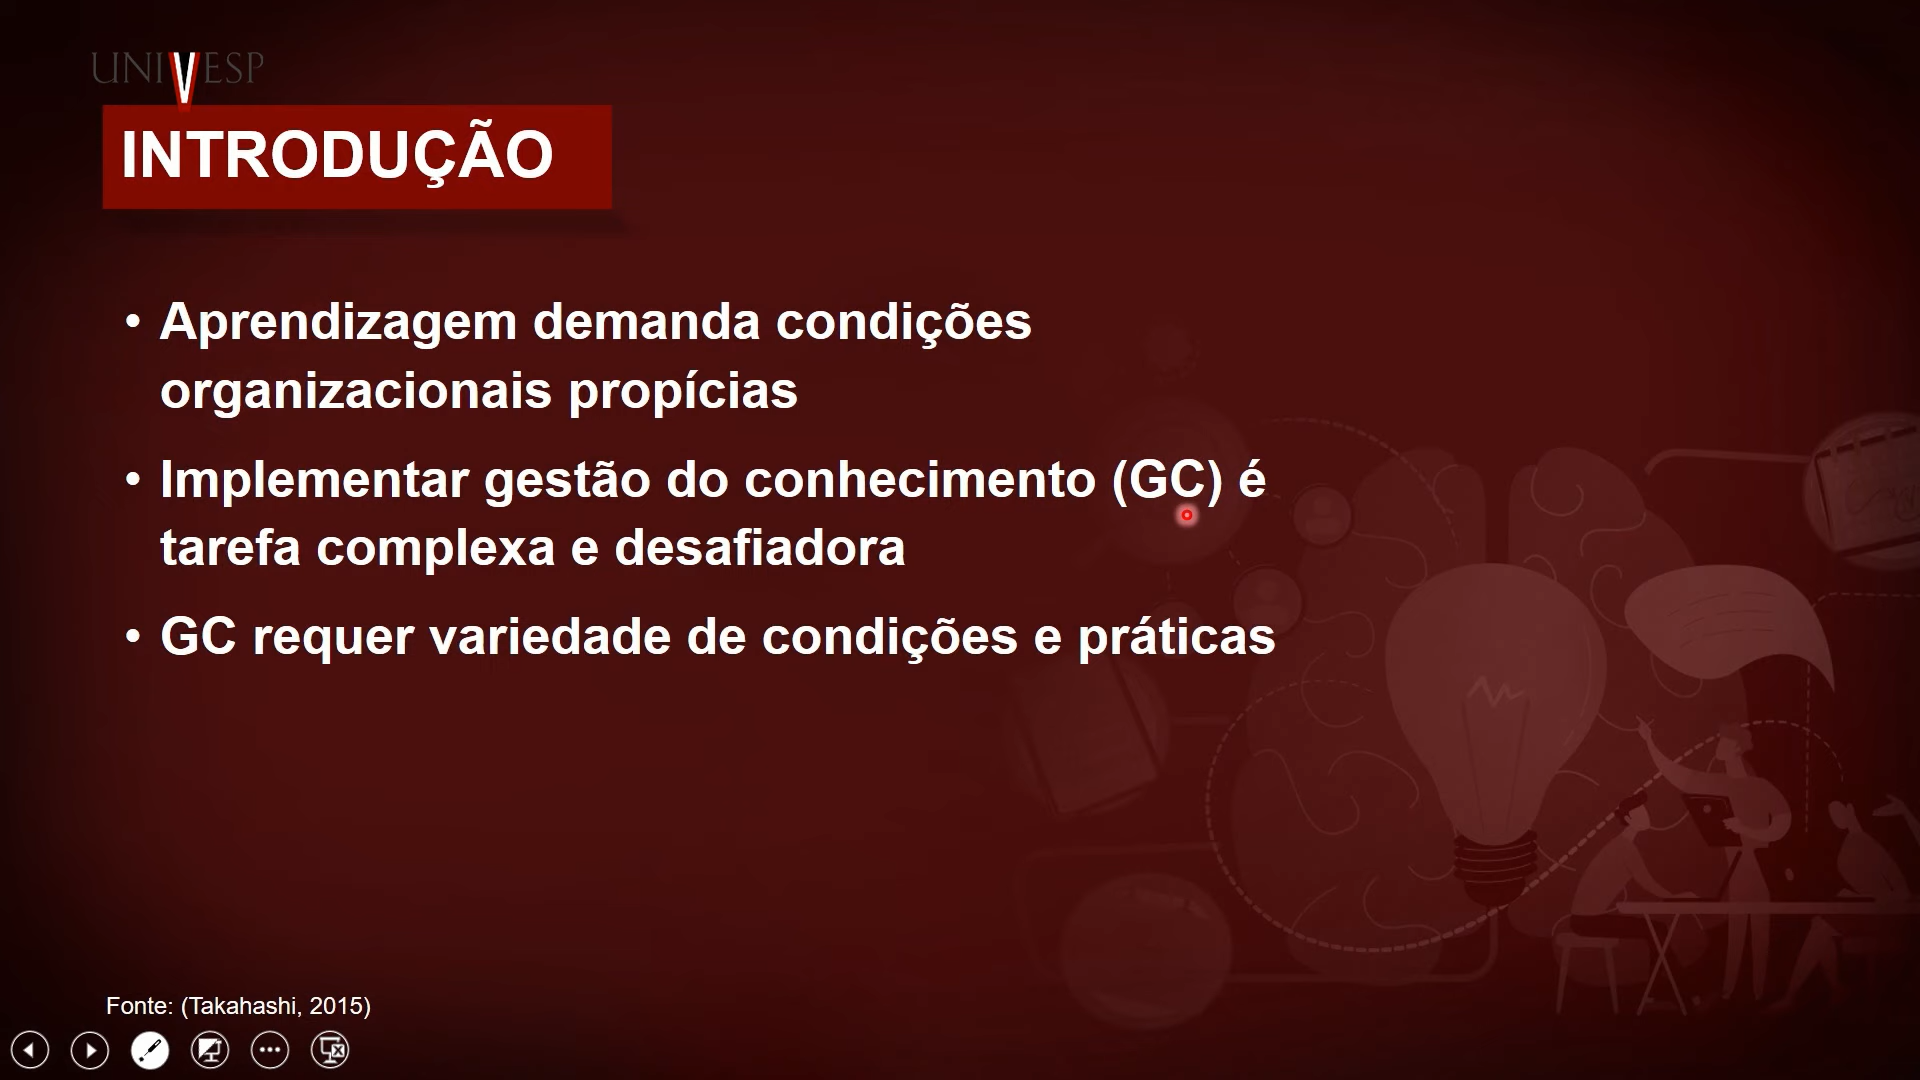 UNIVESP
INTRODUÇÃO
• Aprendizagem demanda condições
organizacionais propícias
• Implementar gestão do conhecimento (GC) é
tarefa complexa e desafiadora
• GC requer variedade de condições e práticas
Fonte: (Takahashi, 2015)